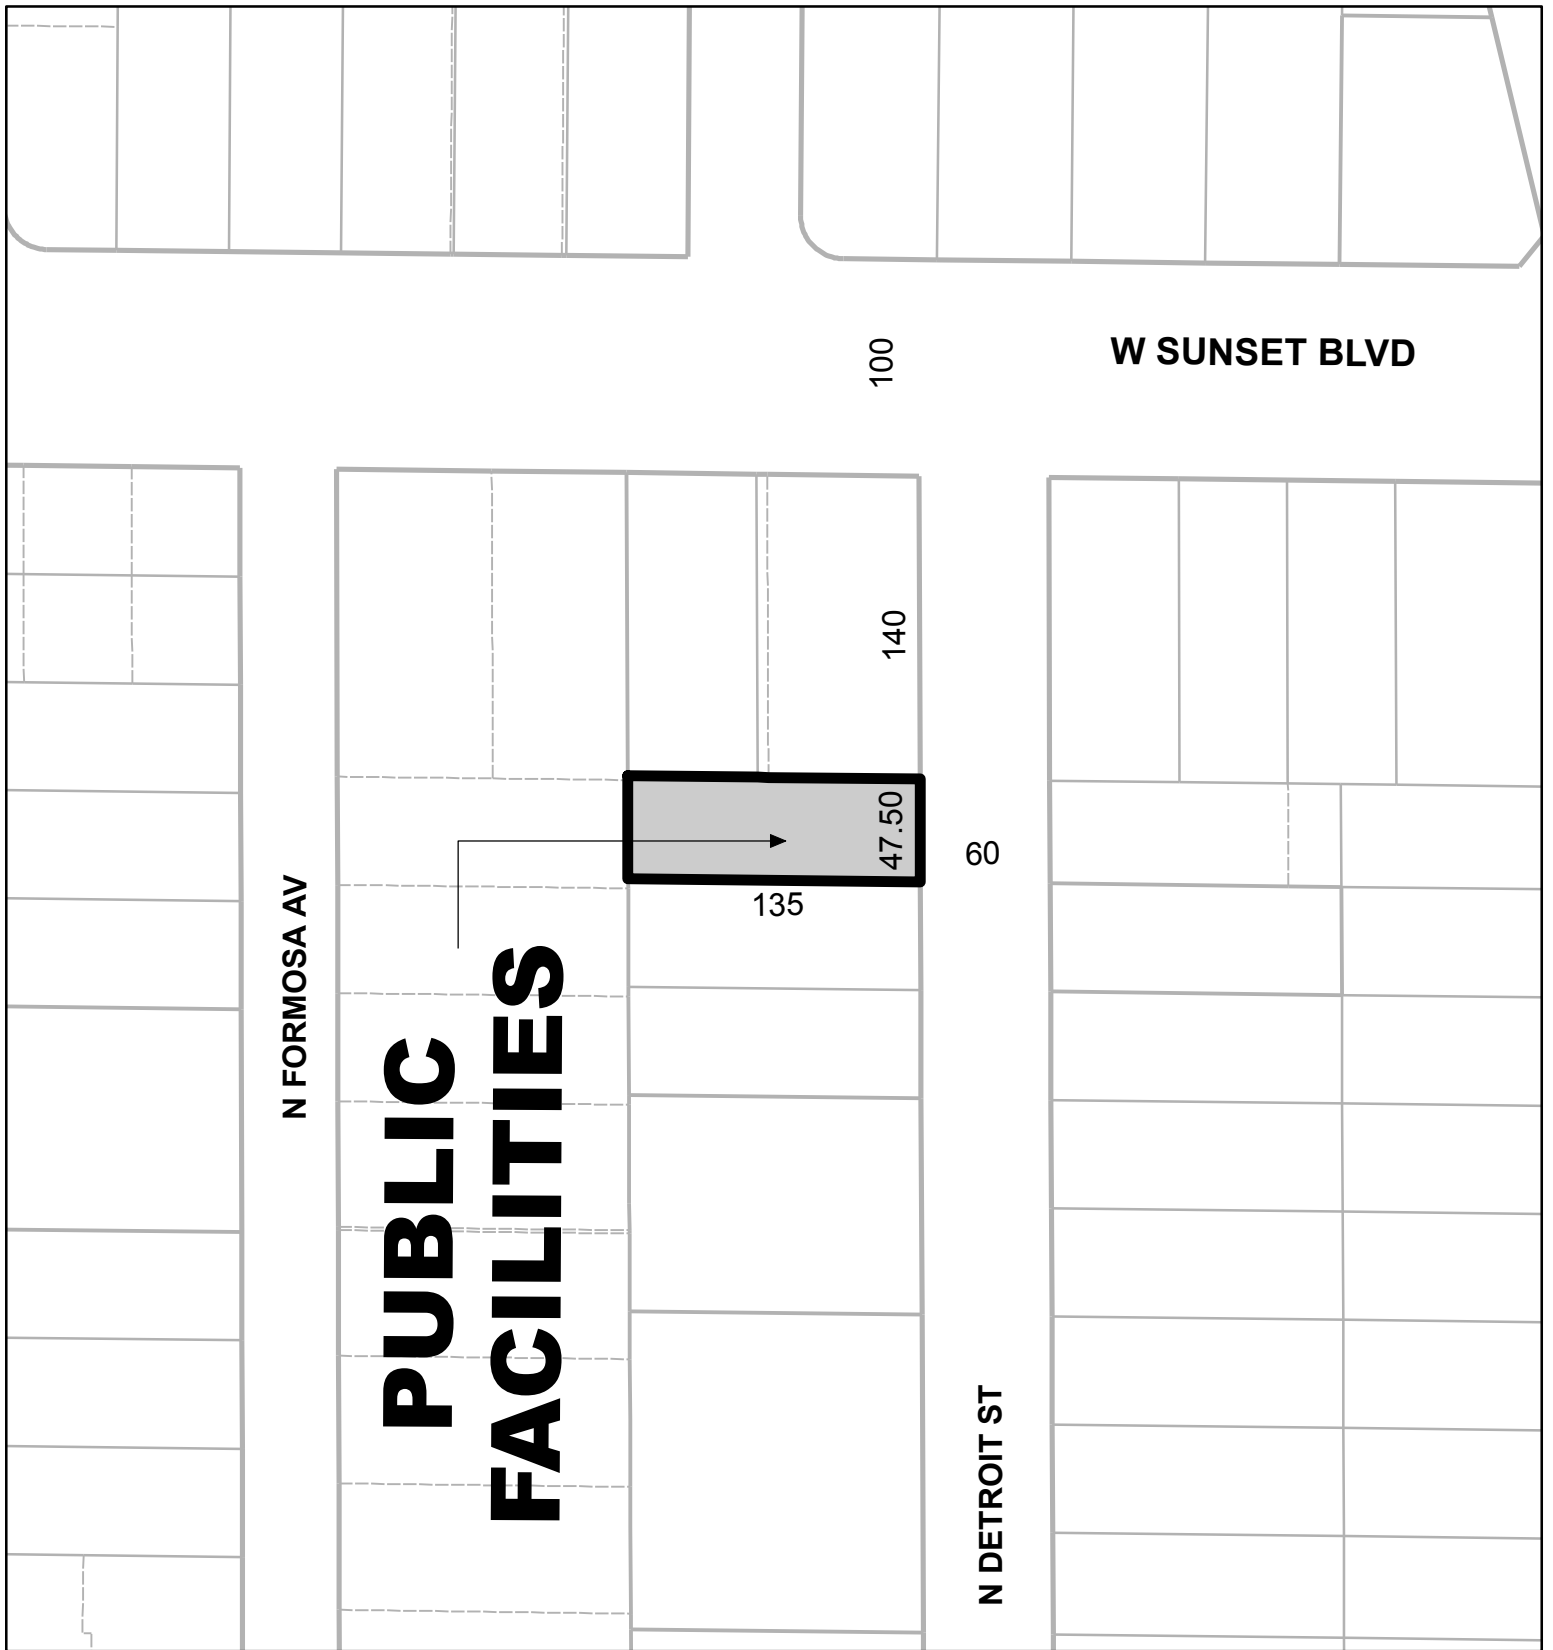 W SUNSET BLVD
100
140
47.50
60
135
N FORMOSA AV
PUBLIC
FACILITIES
N DETROIT ST